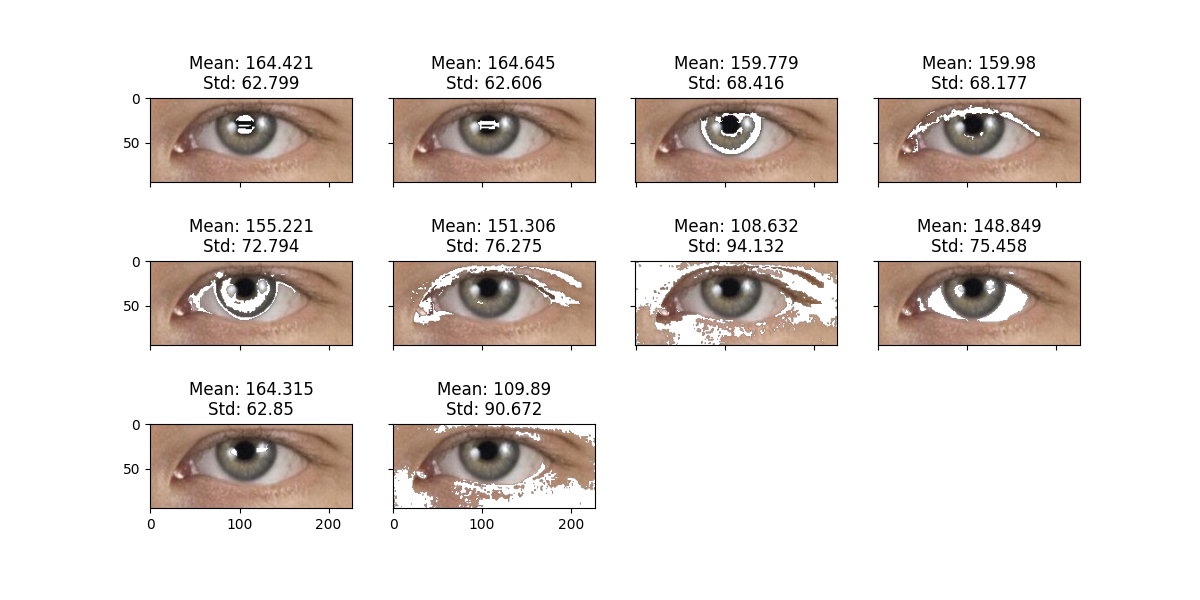 Mean: 164.421
Std: 62.799
Mean: 164.645
Std: 62.606
Mean: 159.779
Std: 68.416
Mean: 159.98
Std: 68.177
0
50
Mean: 155.221
Std: 72.794
Mean: 151.306
Std: 76.275
Mean: 108.632
Std: 94.132
Mean: 148.849
Std: 75.458
0
50
Mean: 164.315
Std: 62.85
Mean: 109.89
Std: 90.672
0
50
0 100 200
0 100 200